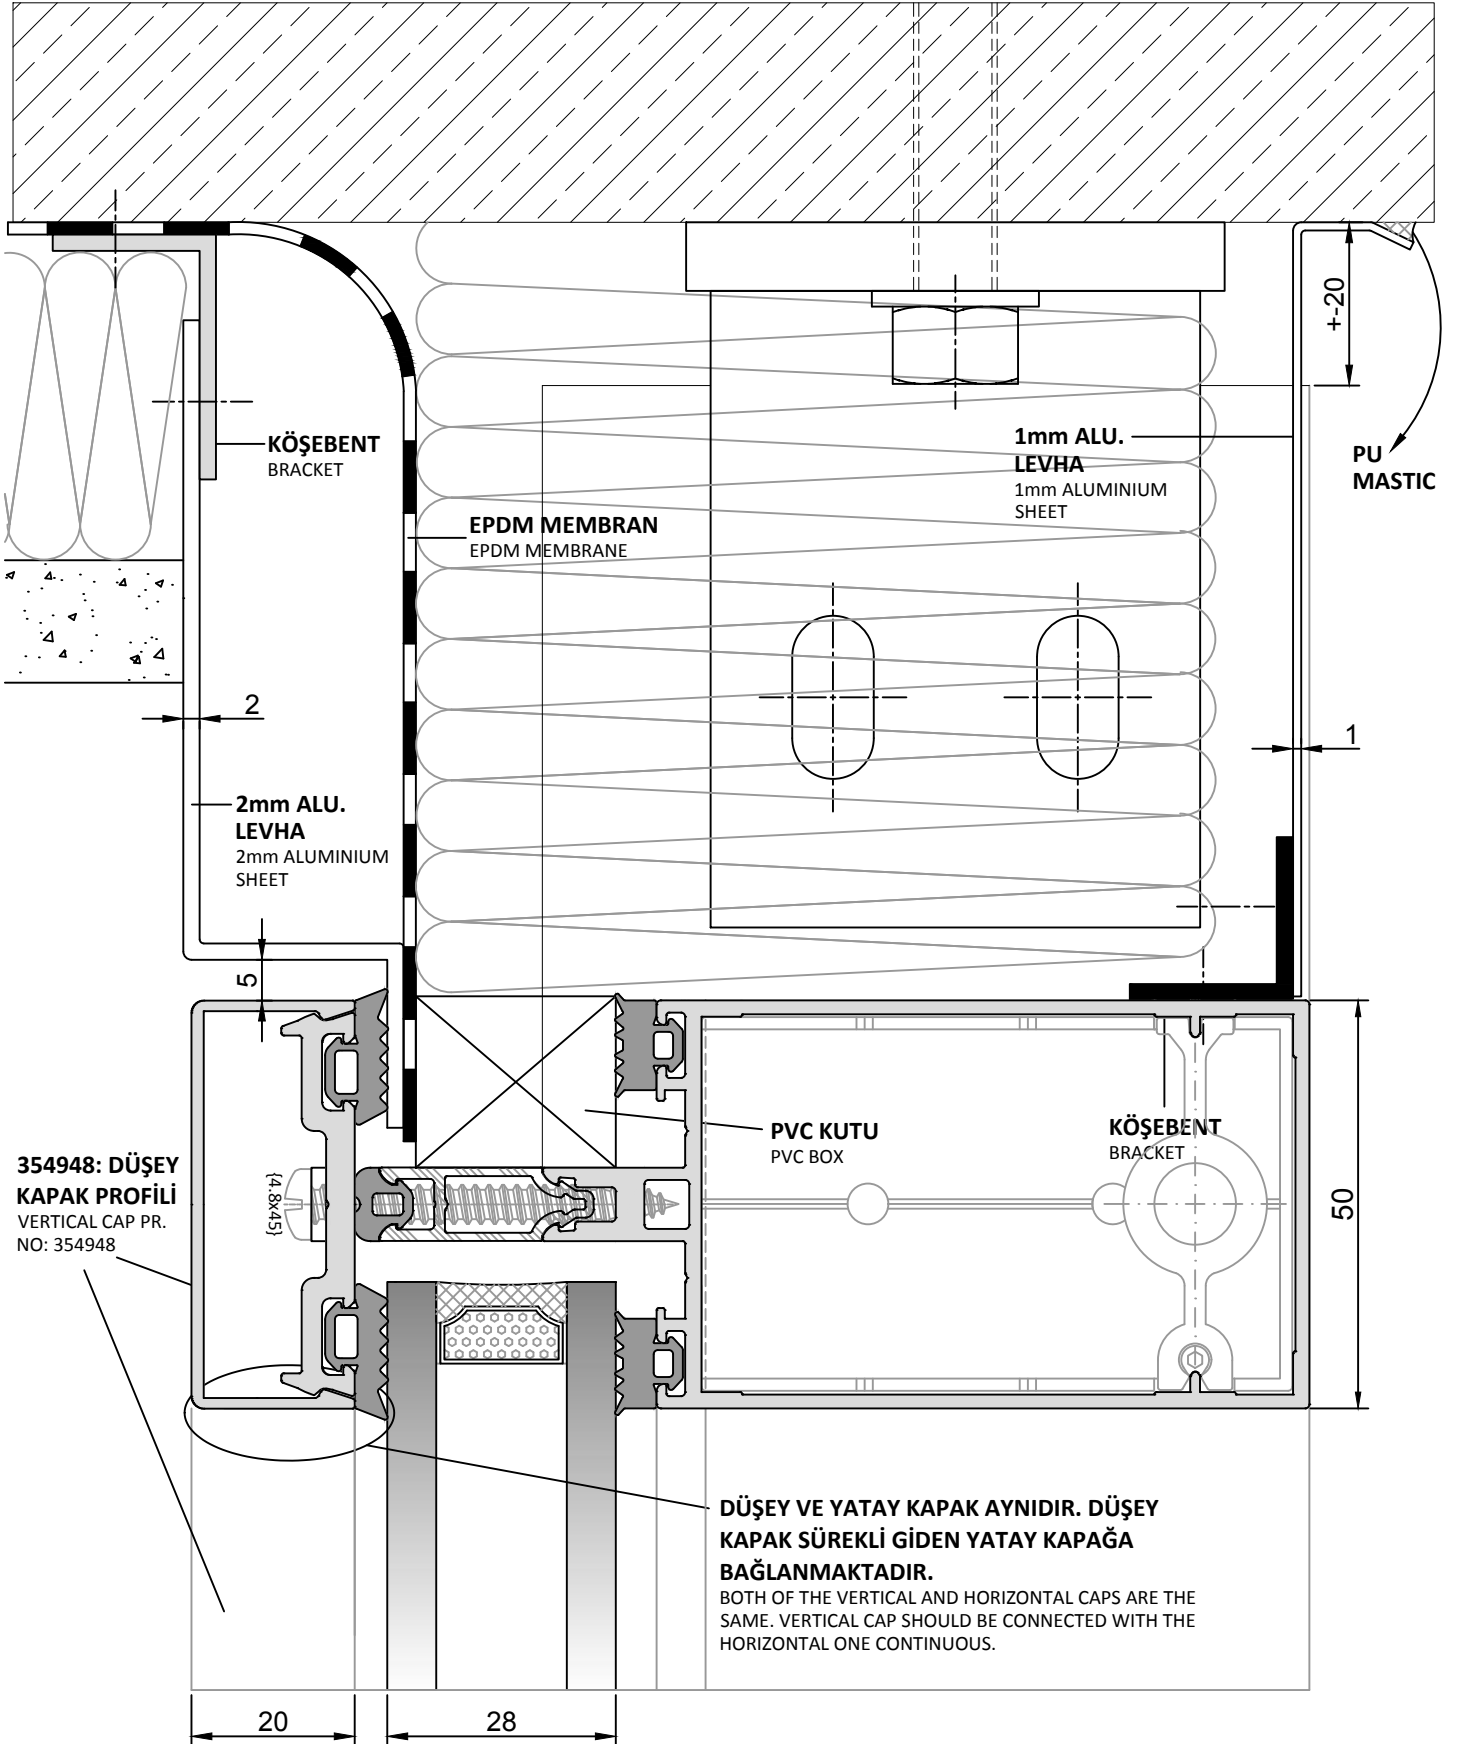 +-20
KÖŞEBENT
BRACKET
1mm ALU.
LEVHA
1mm ALUMINIUM
SHEET
PU
MASTIC
EPDM MEMBRAN
EPDM MEMBRANE
2
1
2mm ALU.
LEVHA
2mm ALUMINIUM
SHEET
5
PVC KUTU
PVC BOX
KÖŞEBENT
BRACKET
354948: DÜŞEY
KAPAK PROFİLİ
VERTICAL CAP PR.
NO: 354948
{4.8x45}
50
DÜŞEY VE YATAY KAPAK AYNIDIR. DÜŞEY
KAPAK SÜREKLİ GİDEN YATAY KAPAĞA
BAĞLANMAKTADIR.
BOTH OF THE VERTICAL AND HORIZONTAL CAPS ARE THE
SAME. VERTICAL CAP SHOULD BE CONNECTED WITH THE
HORIZONTAL ONE CONTINUOUS.
20
28